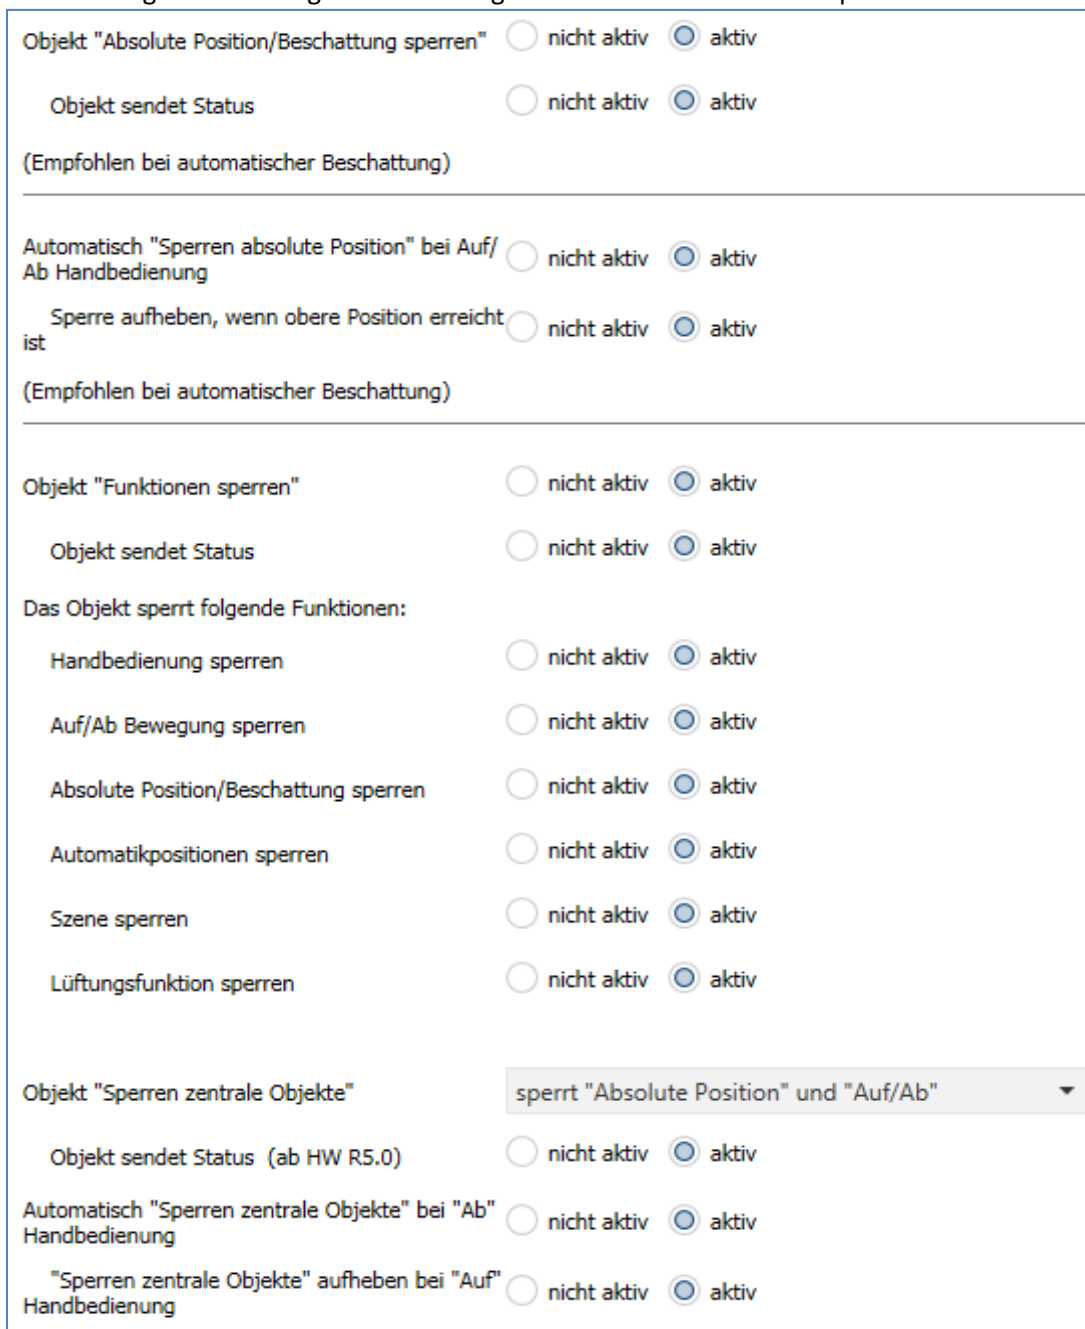 Objekt "Absolute Position/Beschattung sperren" nicht aktiv aktiv
Objekt sendet Status nicht aktiv aktiv
(Empfohlen bei automatischer Beschattung)
Automatisch "Sperren absolute Position" bei Auf/
Ab Handbedienung nicht aktiv aktiv
Sperre aufheben, wenn obere Position erreicht
ist nicht aktiv aktiv
(Empfohlen bei automatischer Beschattung)
Objekt "Funktionen sperren" nicht aktiv aktiv
Objekt sendet Status nicht aktiv aktiv
Das Objekt sperrt folgende Funktionen:
Handbedienung sperren nicht aktiv aktiv
Auf/Ab Bewegung sperren nicht aktiv aktiv
Absolute Position/Beschattung sperren nicht aktiv aktiv
Automatikpositionen sperren nicht aktiv aktiv
Szene sperren nicht aktiv aktiv
Lüftungsfunktion sperren nicht aktiv aktiv
Objekt "Sperren zentrale Objekte" sperrt "Absolute Position" und "Auf/Ab"
Objekt sendet Status (ab HW R5.0) nicht aktiv aktiv
Automatisch "Sperren zentrale Objekte" bei "Ab"
Handbedienung nicht aktiv aktiv
"Sperren zentrale Objekte" aufheben bei "Auf"
Handbedienung nicht aktiv aktiv